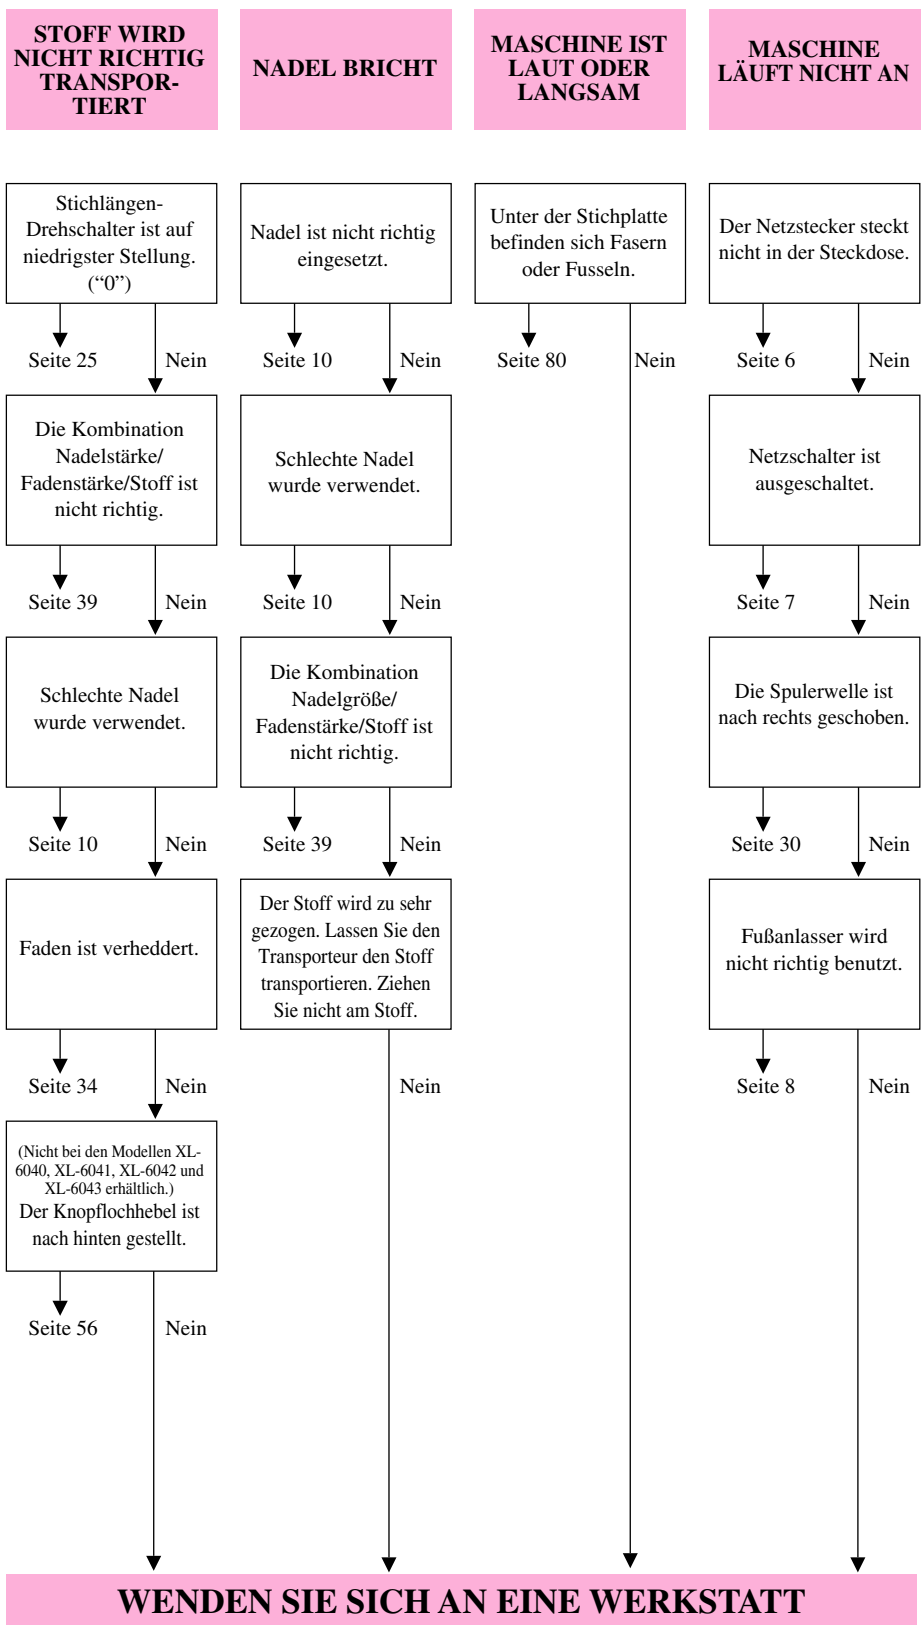 STOFF WIRD
NICHT RICHTIG
TRANSPOR-
TIERT
NADEL BRICHT
MASCHINE IST
LAUT ODER
LANGSAM
MASCHINE
LÄUFT NICHT AN
Stichlängen-
Drehschalter ist auf
niedrigster Stellung.
(“0”)
Seite 25
Nein
Die Kombination
Nadelstärke/
Fadenstärke/Stoff ist
nicht richtig.
Seite 39
Nein
Schlechte Nadel
wurde verwendet.
Seite 10
Nein
Faden ist verheddert.
Seite 34
Nein
(Nicht bei den Modellen XL-
6040, XL-6041, XL-6042 und
XL-6043 erhältlich.)
Der Knopflochhebel ist
nach hinten gestellt.
Seite 56
Nein
Nadel ist nicht richtig
eingesetzt.
Seite 10
Nein
Schlechte Nadel
wurde verwendet.
Seite 10
Nein
Die Kombination
Nadelgröße/
Fadenstärke/Stoff ist
nicht richtig.
Seite 39
Nein
Der Stoff wird zu sehr
gezogen. Lassen Sie den
Transporteur den Stoff
transportieren. Ziehen
Sie nicht am Stoff.
Nein
Unter der Stichplatte
befinden sich Fasern
oder Fusseln.
Seite 80
Nein
Der Netzstecker steckt
nicht in der Steckdose.
Seite 6
Nein
Netzschalter ist
ausgeschaltet.
Seite 7
Nein
Die Spulerwelle ist
nach rechts geschoben.
Seite 30
Nein
Fußanlasser wird
nicht richtig benutzt.
Seite 8
Nein
WENDEN SIE SICH AN EINE WERKSTATT